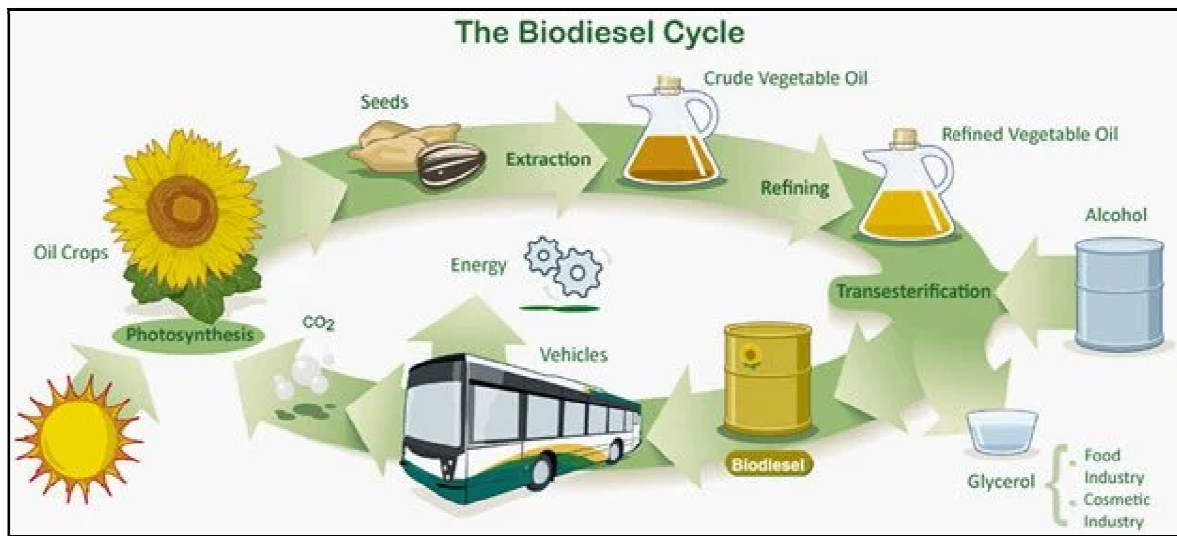 The Biodiesel Cycle
Crude Vegetable Oil
Seeds
Refined Vegetable Oil
Extraction
Refining
Alcohol
Oil Crops
Energy
Transesterification
Photosynthesis
CO2
Vehicles
Biodiesel
Glycerol
Food
Industry
Cosmetic
Industry